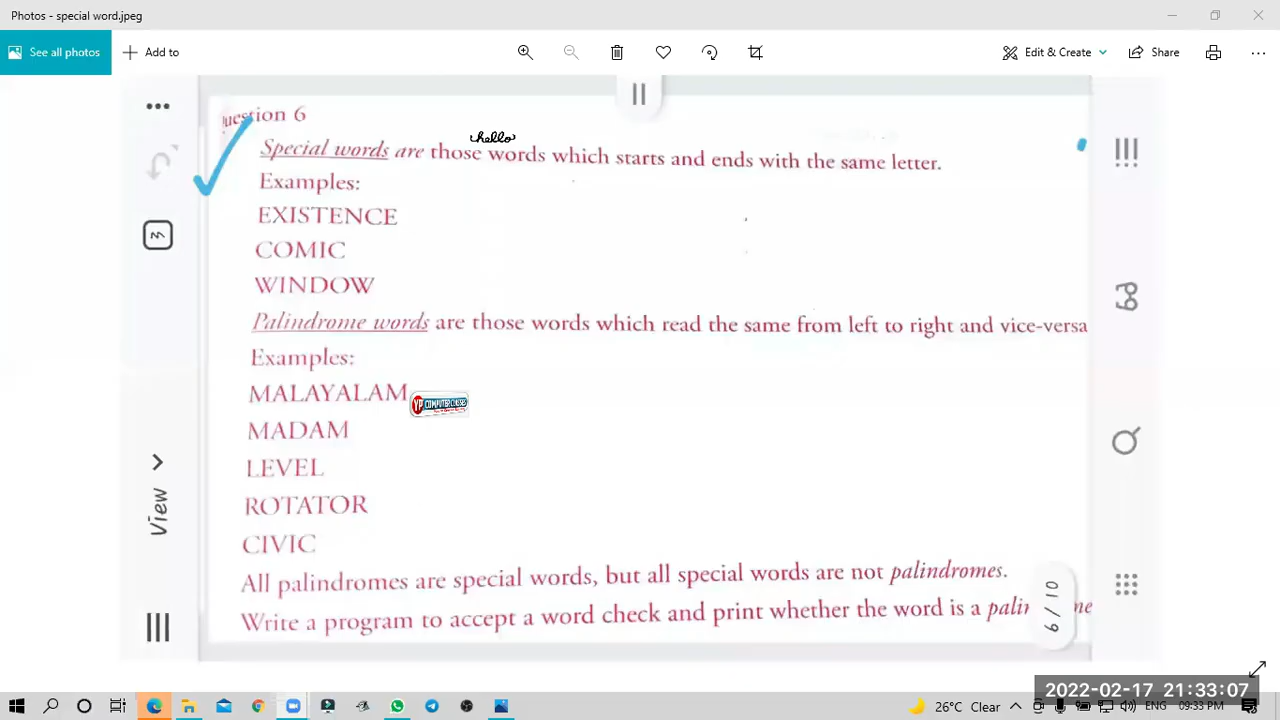 Photos - special word.jpeg
See all photos
Add to
Edit & Create
Share
uestion 6
hello
Special words are those words which starts and ends with the same letter.
Examples:
EXISTENCE
COMIC
WINDOW
Palindrome words are those words which read the same from left to right and vice-versa
Examples:
MALAYALAM
YP COMPUTER CLASSES
MADAM
LEVEL
ROTATOR
CIVIC
All palindromes are special words, but all special words are not palindromes.
Write a program to accept a word check and print whether the word is a palin me
View
6 / 10
2022-02-17 21:33:07
26°C Clear
ENG
09:33 PM